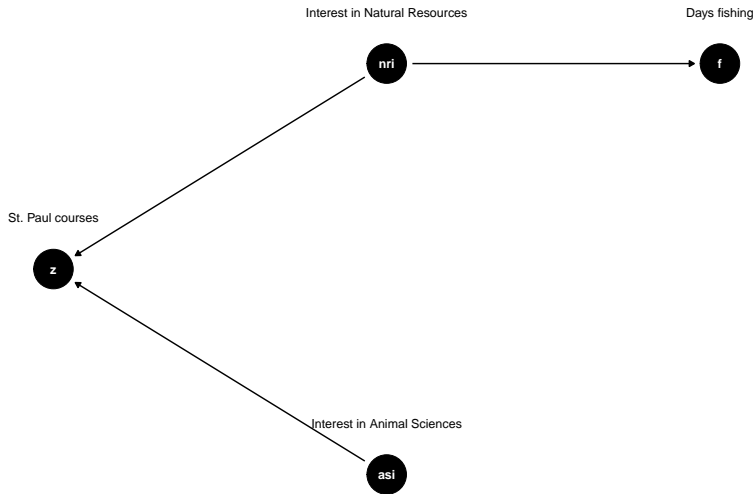 Interest in Natural Resources
Days fishing
nri
f
St. Paul courses
z
Interest in Animal Sciences
asi